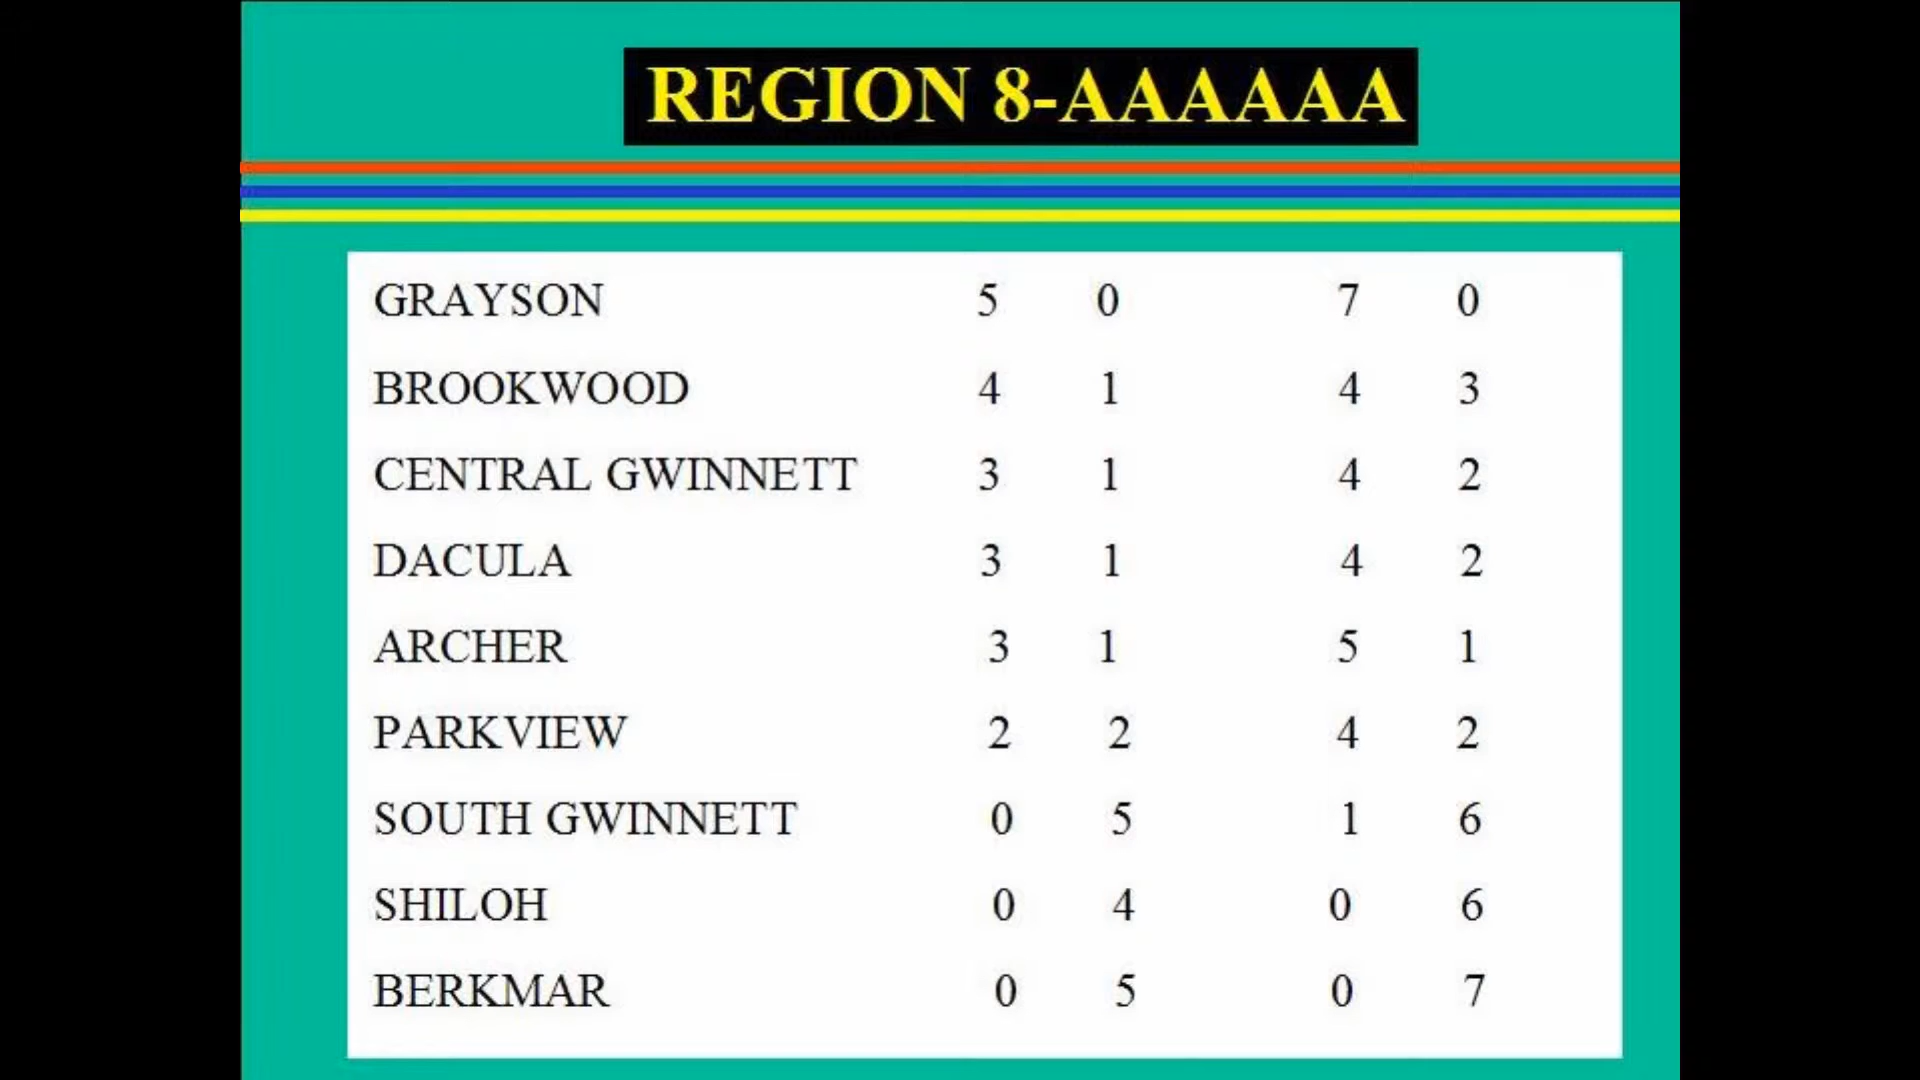 REGION 8-AAAAAA
GRAYSON 5 0 7 0
BROOKWOOD 4 1 4 3
CENTRAL GWINNETT 3 1 4 2
DACULA 3 1 4 2
ARCHER 3 1 5 1
PARKVIEW 2 2 4 2
SOUTH GWINNETT 0 5 1 6
SHILOH 0 4 0 6
BERKMAR 0 5 0 7